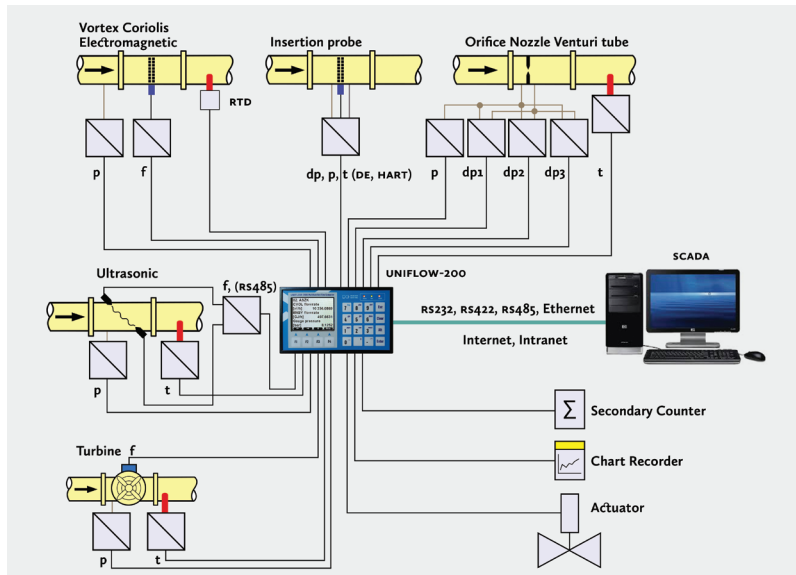 Vortex Coriolis
Electromagnetic
Insertion probe
Orifice Nozzle Venturi tube
RTD
p
f
dp, p, t (DE, HART)
p
dp1
dp2
dp3
t
UNIFLOW-200
SCADA
Ultrasonic
f, (RS485)
RS232, RS422, RS485, Ethernet
Internet, Intranet
p
t
Σ
Secondary Counter
Chart Recorder
Turbine f
Actuator
p
t